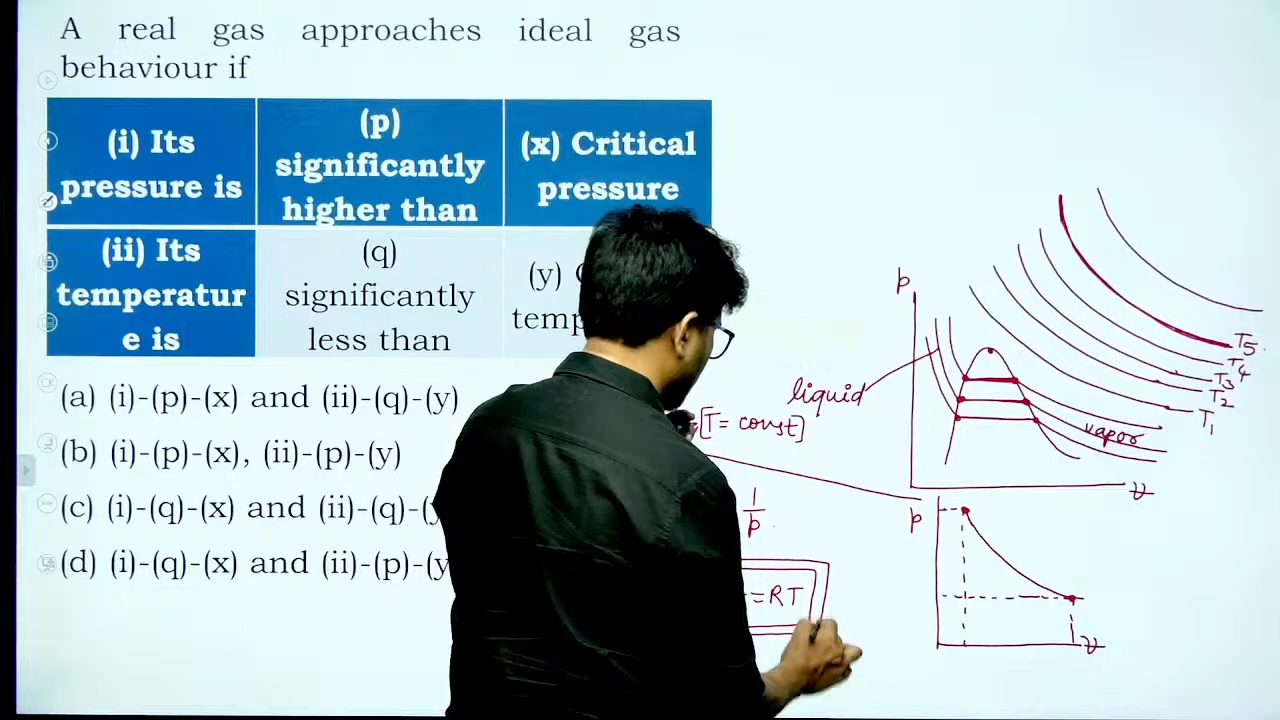 A real gas approaches ideal gas
behaviour if
(i) Its
pressure is
(p)
significantly
higher than
(x) Critical
pressure
(ii) Its
temperatur
e is
(q)
significantly
less than
(y)
temp
(a) (i)-(p)-(x) and (ii)-(q)-(y)
(b) (i)-(p)-(x), (ii)-(p)-(y)
(c) (i)-(q)-(x) and (ii)-(q)-(y
(d) (i)-(q)-(x) and (ii)-(p)-(y
p
liquid
[T = const]
T5
T4
T3
T2
T1
vapor
v
1
p
=RT
p
v